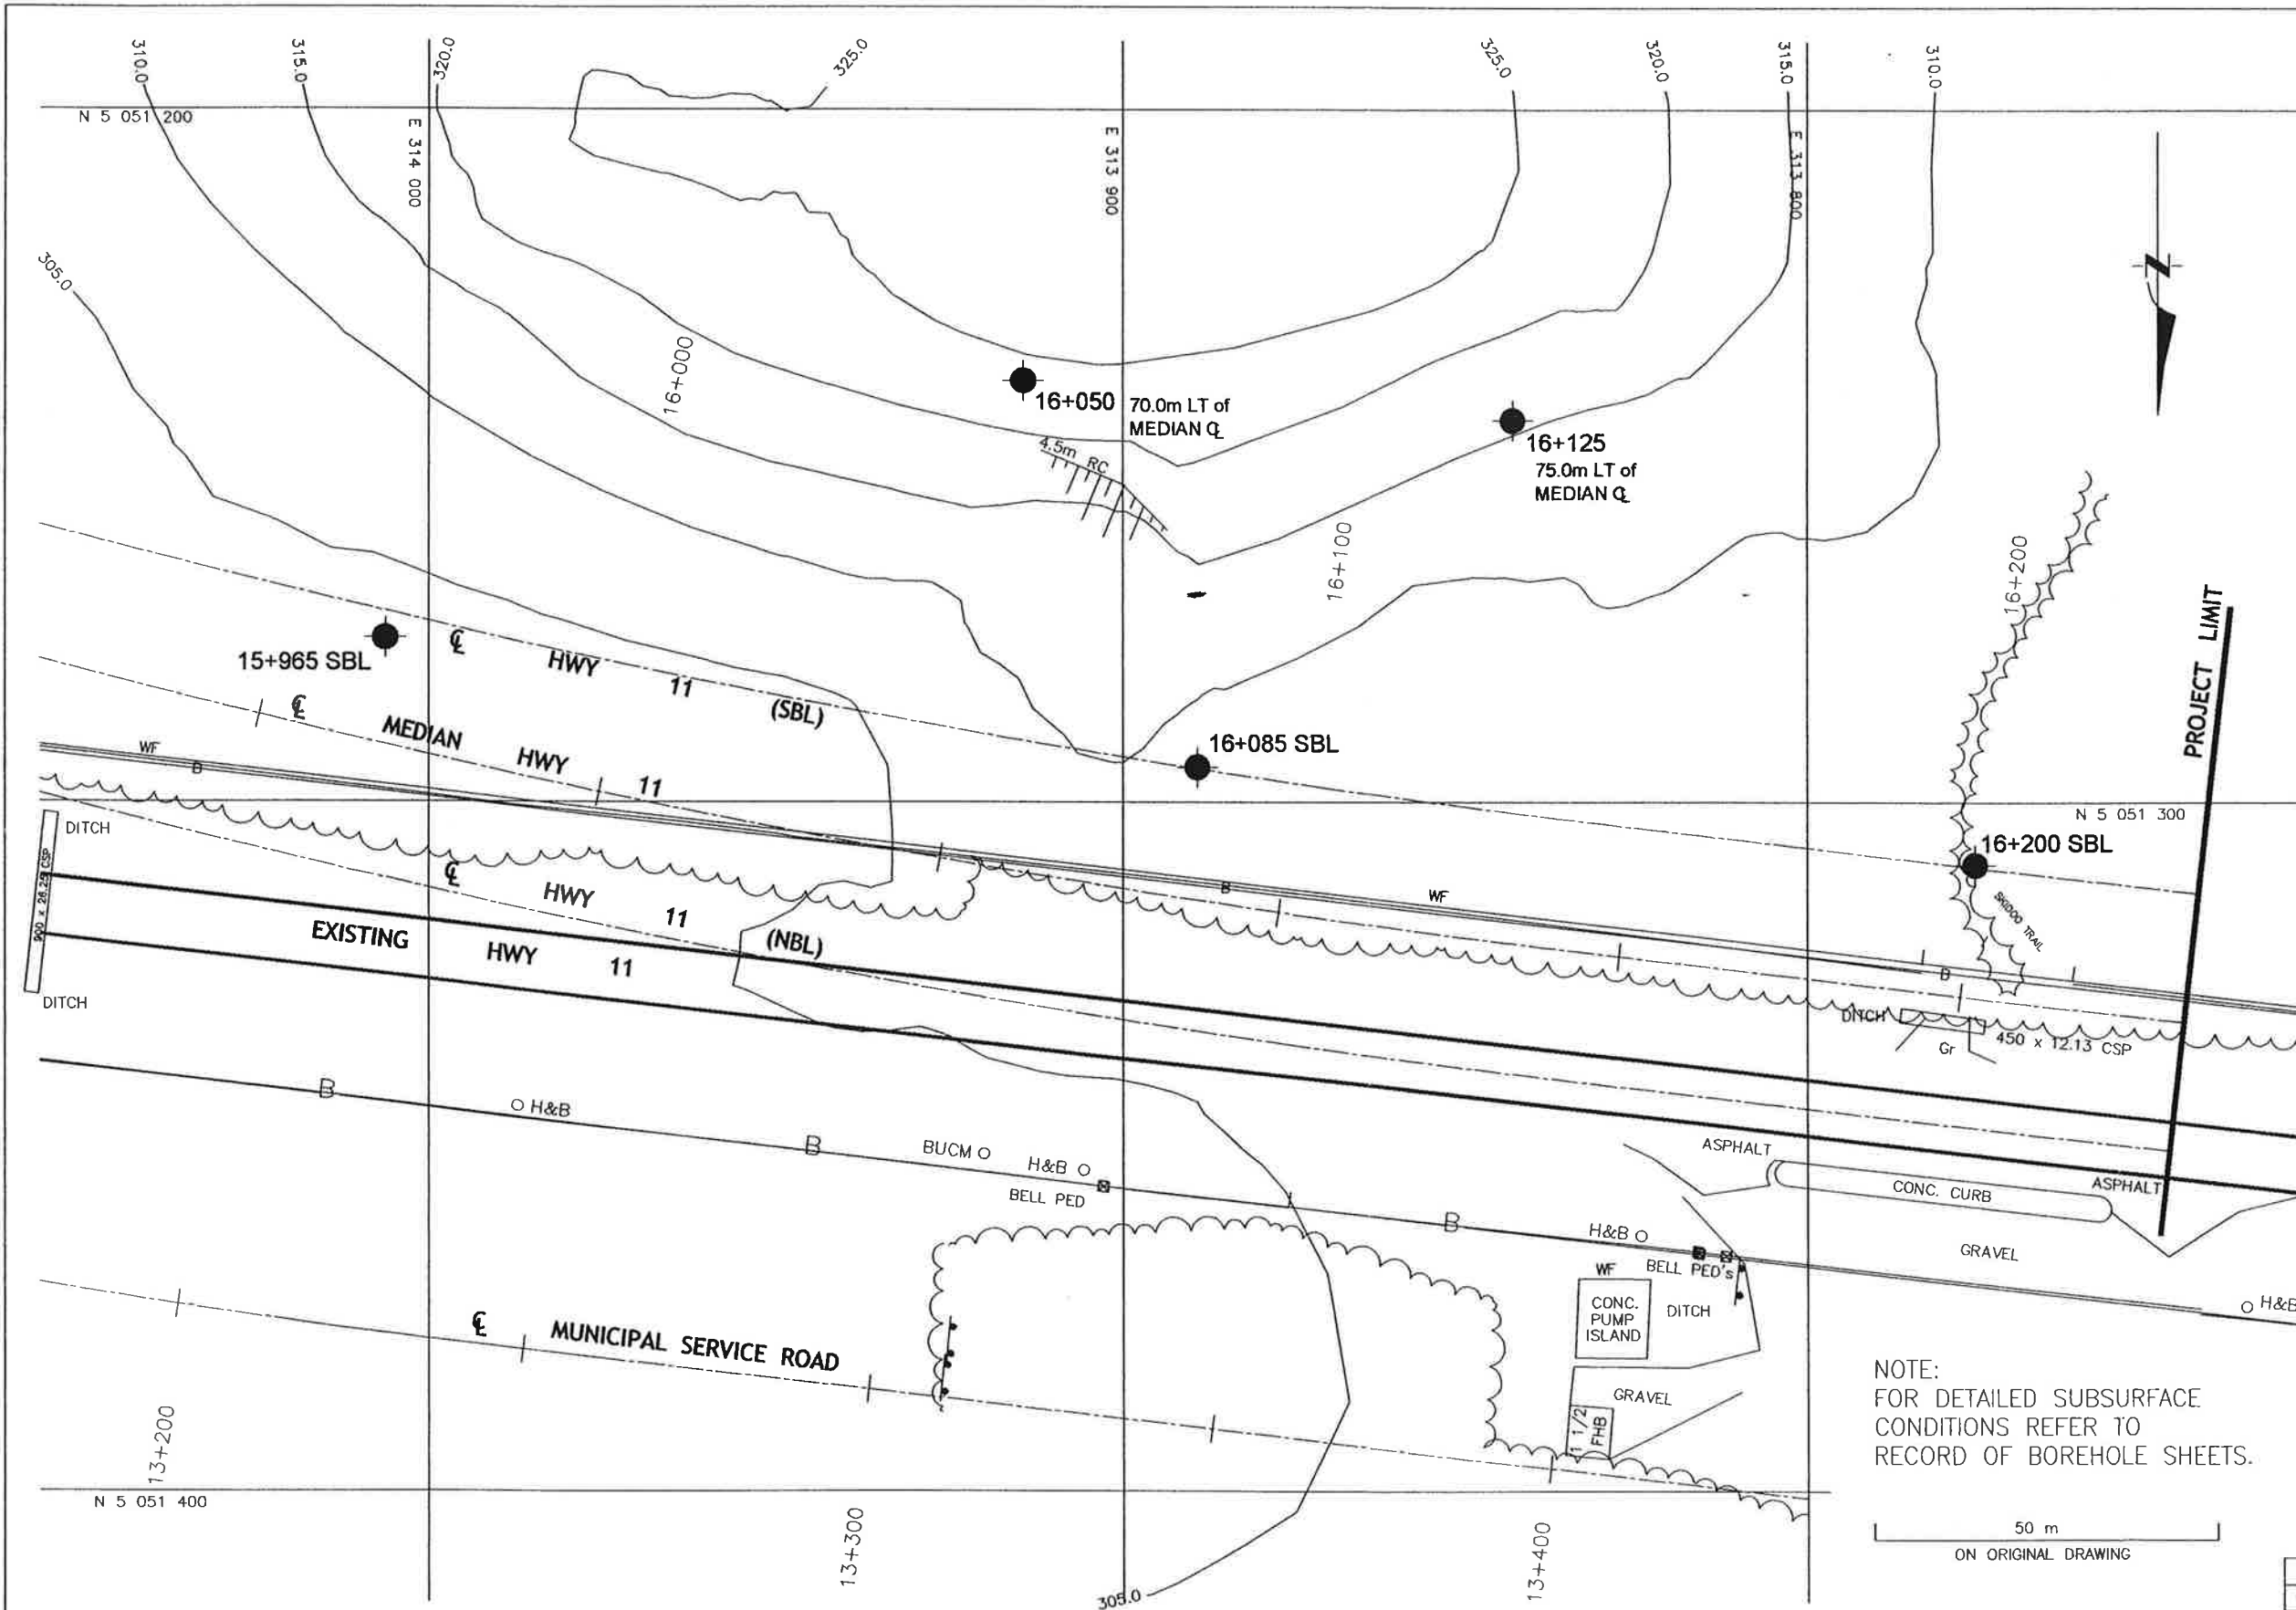 310.0
315.0
320.0
325.0
325.0
320.0
315.0
310.0
N 5 051 200
E 314 000
E 313 900
E 313 800
305.0
N
16+000
16+050
70.0m LT of
MEDIAN ℄
4.5m RC
16+125
75.0m LT of
MEDIAN ℄
16+100
16+200
PROJECT LIMIT
15+965 SBL
℄ HWY 11 (SBL)
16+085 SBL
℄ MEDIAN HWY 11
WF
B
N 5 051 300
16+200 SBL
DITCH
900 x 26.25 CSP
DITCH
℄ HWY 11 (NBL)
B
WF
SKIDOO TRAIL
B
EXISTING HWY 11
DITCH
Gr
450 x 12.13 CSP
B
H&B
B
BUCM
H&B
BELL PED
B
ASPHALT
CONC. CURB
ASPHALT
GRAVEL
H&B
BELL PED's
WF
CONC.
PUMP
ISLAND
DITCH
H&B
℄ MUNICIPAL SERVICE ROAD
GRAVEL
1 1/2
FHB
13+200
13+300
13+400
N 5 051 400
305.0
NOTE:
FOR DETAILED SUBSURFACE
CONDITIONS REFER TO
RECORD OF BOREHOLE SHEETS.
50 m
ON ORIGINAL DRAWING